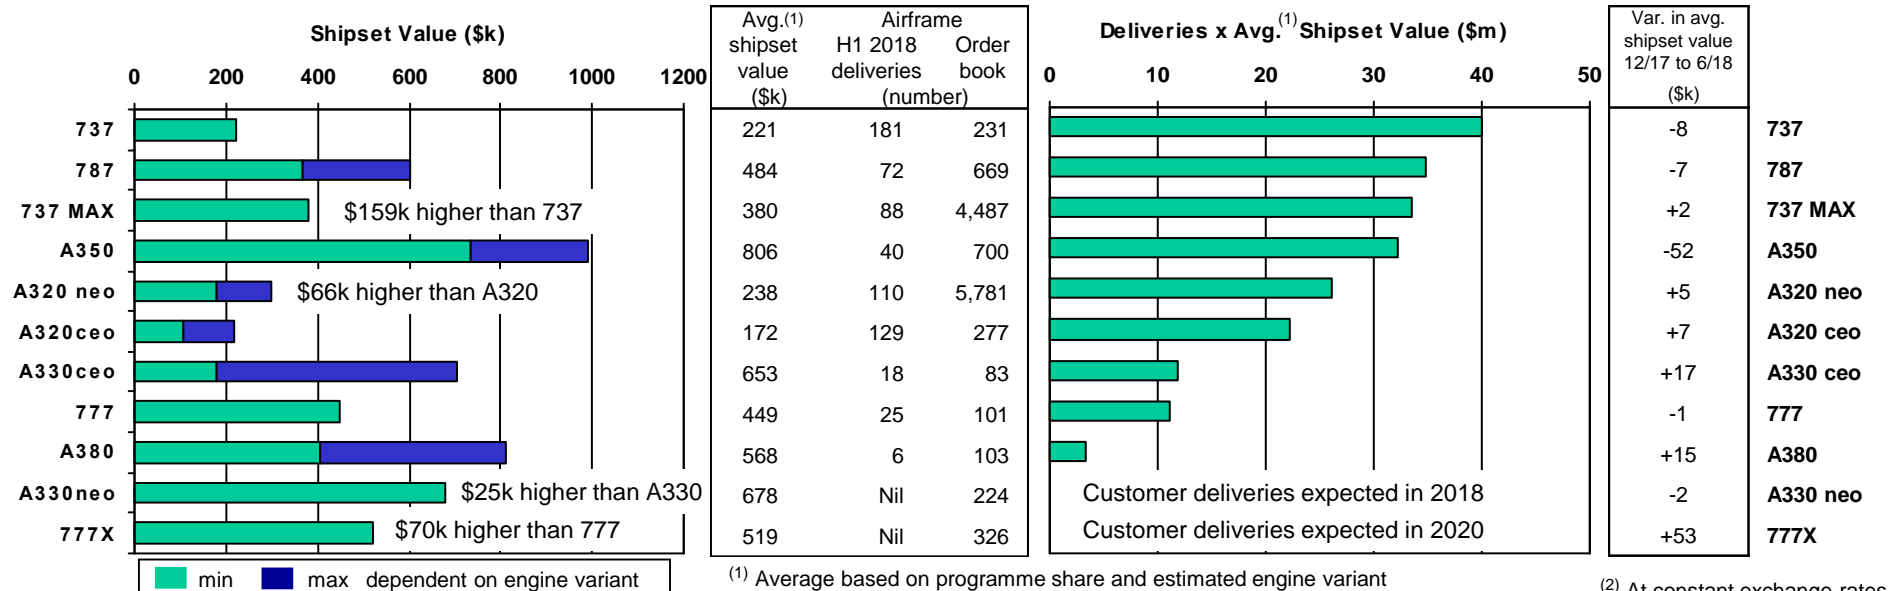 Shipset Value ($k)
0 200 400 600 800 1000 1200
737
787
737 MAX $159k higher than 737
A350
A320 neo $66k higher than A320
A320ceo
A330ceo
777
A380
A330neo $25k higher than A330
777X $70k higher than 777
min max dependent on engine variant
Avg.(1) Airframe
shipset H1 2018 Order
value deliveries book
($k) (number)
221 181 231
484 72 669
380 88 4,487
806 40 700
238 110 5,781
172 129 277
653 18 83
449 25 101
568 6 103
678 Nil 224
519 Nil 326
(1) Average based on programme share and estimated engine variant
Deliveries x Avg.(1) Shipset Value ($m)
0 10 20 30 40 50
Customer deliveries expected in 2018
Customer deliveries expected in 2020
Var. in avg.
shipset value
12/17 to 6/18
($k)
-8 737
-7 787
+2 737 MAX
-52 A350
+5 A320 neo
+7 A320 ceo
+17 A330 ceo
-1 777
+15 A380
-2 A330 neo
+53 777X
(2) At constant exchange rates